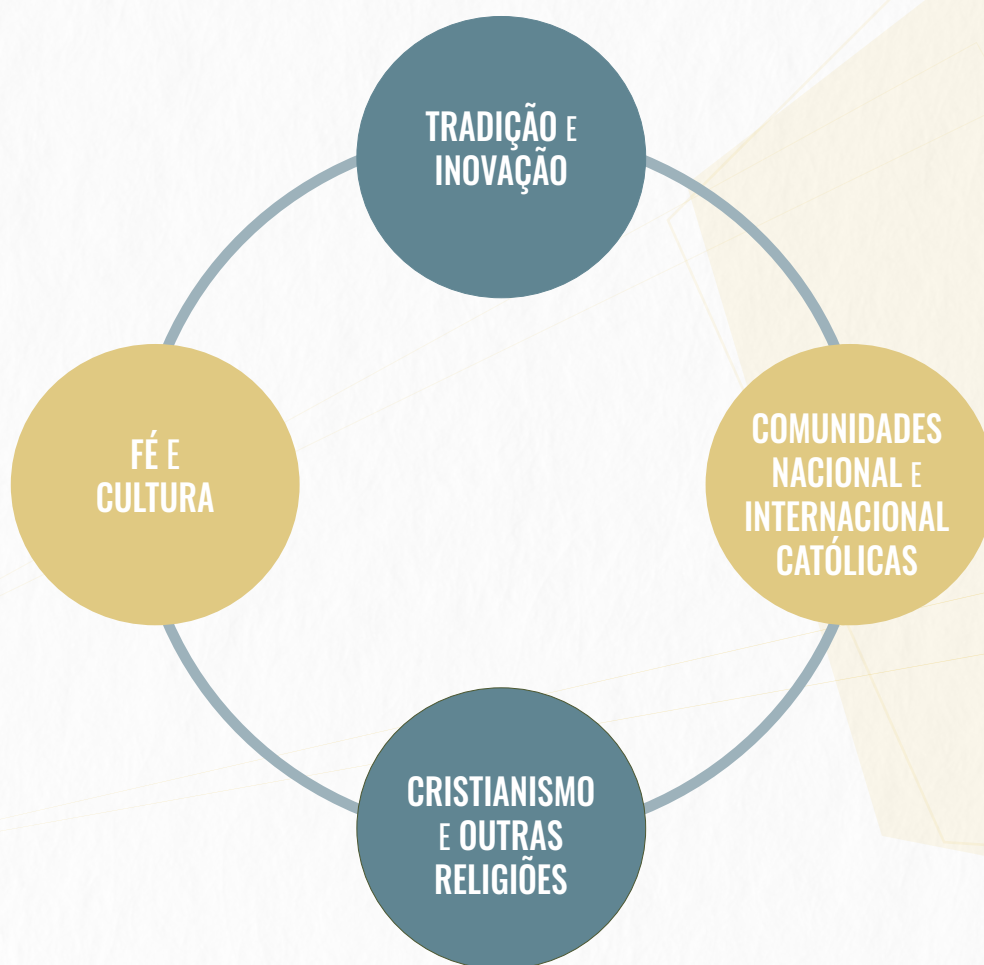 TRADIÇÃO E
INOVAÇÃO
FÉ E
CULTURA
COMUNIDADES
NACIONAL E
INTERNACIONAL
CATÓLICAS
CRISTIANISMO
E OUTRAS
RELIGIÕES